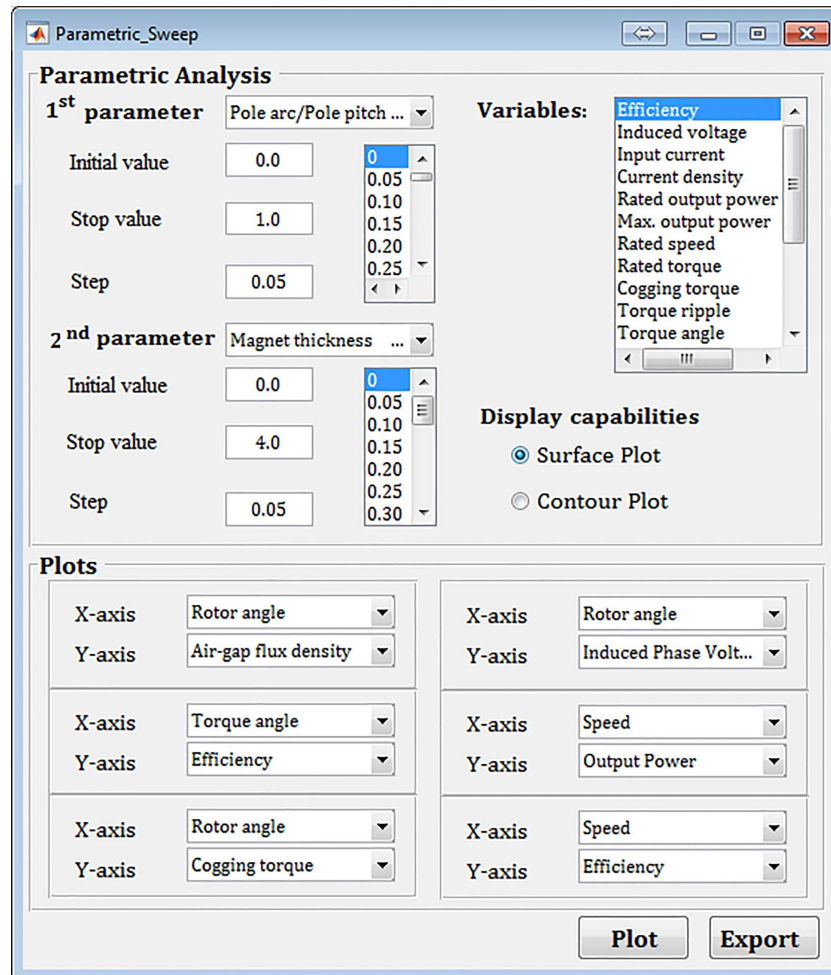 Parametric_Sweep
Parametric Analysis
1st parameter
Pole arc/Pole pitch ...
Initial value
0.0
Stop value
1.0
Step
0.05
0
0.05
0.10
0.15
0.20
0.25
2nd parameter
Magnet thickness ...
Initial value
0.0
Stop value
4.0
Step
0.05
0
0.05
0.10
0.15
0.20
0.25
0.30
Variables:
Efficiency
Induced voltage
Input current
Current density
Rated output power
Max. output power
Rated speed
Rated torque
Cogging torque
Torque ripple
Torque angle
Display capabilities
Surface Plot
Contour Plot
Plots
X-axis Rotor angle
Y-axis Air-gap flux density
X-axis Rotor angle
Y-axis Induced Phase Volt...
X-axis Torque angle
Y-axis Efficiency
X-axis Speed
Y-axis Output Power
X-axis Rotor angle
Y-axis Cogging torque
X-axis Speed
Y-axis Efficiency
Plot
Export